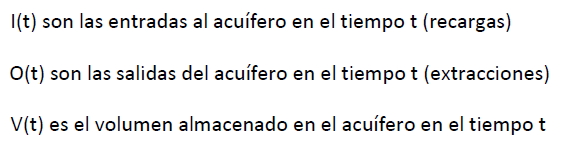 I(t) son las entradas al acuífero en el tiempo t (recargas)
O(t) son las salidas del acuífero en el tiempo t (extracciones)
V(t) es el volumen almacenado en el acuífero en el tiempo t